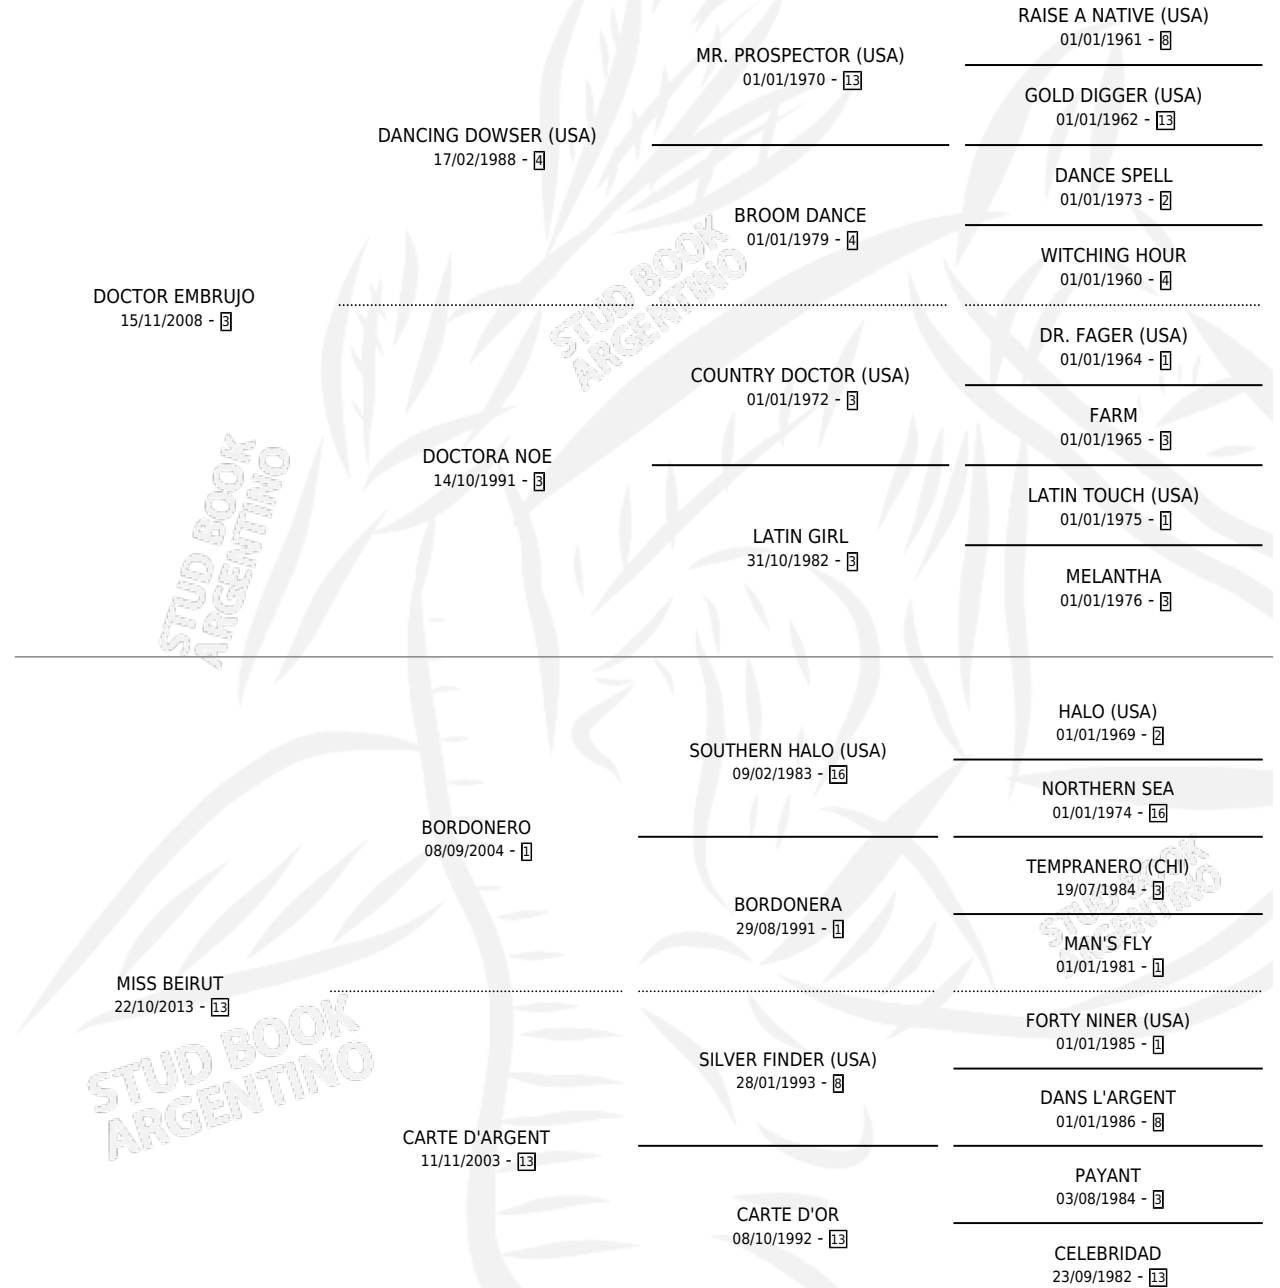 RAISE A NATIVE (USA)
01/01/1961 - 8
MR. PROSPECTOR (USA)
01/01/1970 - 13
GOLD DIGGER (USA)
01/01/1962 - 13
DANCING DOWSER (USA)
17/02/1988 - 4
DANCE SPELL
01/01/1973 - 2
BROOM DANCE
01/01/1979 - 4
WITCHING HOUR
01/01/1960 - 4
DOCTOR EMBRUJO
15/11/2008 - 3
DR. FAGER (USA)
01/01/1964 - 1
COUNTRY DOCTOR (USA)
01/01/1972 - 3
FARM
01/01/1965 - 3
DOCTORA NOE
14/10/1991 - 3
LATIN TOUCH (USA)
01/01/1975 - 1
LATIN GIRL
31/10/1982 - 3
MELANTHA
01/01/1976 - 3
HALO (USA)
01/01/1969 - 2
SOUTHERN HALO (USA)
09/02/1983 - 16
NORTHERN SEA
01/01/1974 - 16
BORDONERO
08/09/2004 - 1
TEMPRANERO (CHI)
19/07/1984 - 3
BORDONERA
29/08/1991 - 1
MAN'S FLY
01/01/1981 - 1
MISS BEIRUT
22/10/2013 - 13
FORTY NINER (USA)
01/01/1985 - 1
SILVER FINDER (USA)
28/01/1993 - 8
DANS L'ARGENT
01/01/1986 - 8
CARTE D'ARGENT
11/11/2003 - 13
PAYANT
03/08/1984 - 3
CARTE D'OR
08/10/1992 - 13
CELEBRIDAD
23/09/1982 - 13
STUD BOOK
ARGENTINO
STUD BOOK
ARGENTINO
STUD BOOK
ARGENTINO
STUD BOOK
ARGENTINO